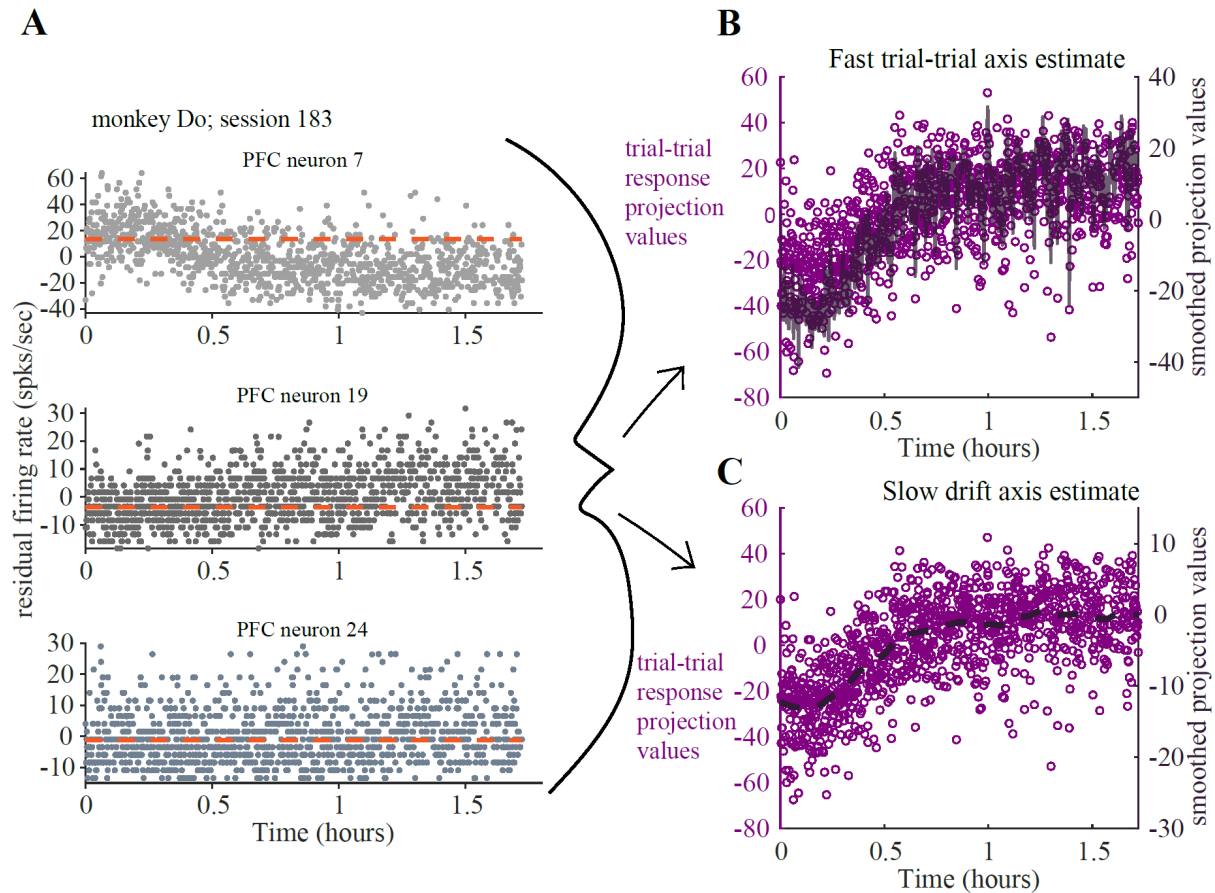 A
monkey Do; session 183
residual firing rate (spks/sec)
PFC neuron 7
60
40
20
0
-20
-40
0
0.5
1
1.5
PFC neuron 19
30
20
10
0
-10
0
0.5
1
1.5
PFC neuron 24
30
20
10
0
-10
0
0.5
1
1.5
Time (hours)
B
Fast trial-trial axis estimate
trial-trial
response
projection
values
60
40
20
0
-20
-40
-60
-80
40
20
0
-20
-40
smoothed projection values
0
0.5
1
1.5
Time (hours)
C
Slow drift axis estimate
trial-trial
response
projection
values
60
40
20
0
-20
-40
-60
-80
10
0
-10
-20
-30
smoothed projection values
0
0.5
1
1.5
Time (hours)